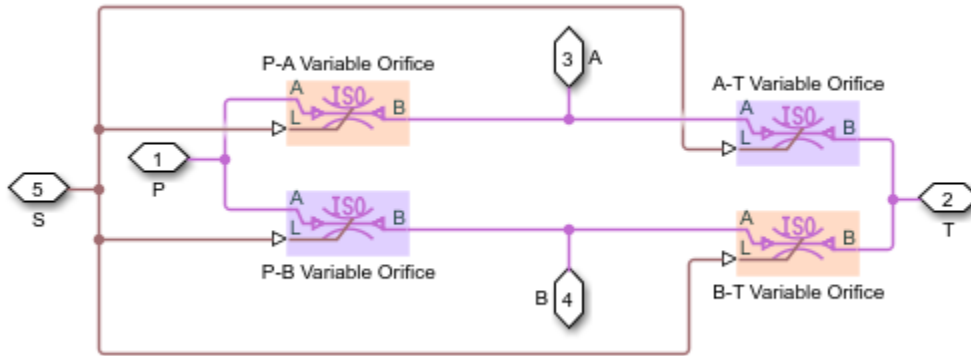 P-A Variable Orifice
3 A
A-T Variable Orifice
A
ISO
B
L
A
ISO
B
L
1
P
5
S
A
ISO
B
L
P-B Variable Orifice
2
T
A
ISO
B
L
B-T Variable Orifice
B 4